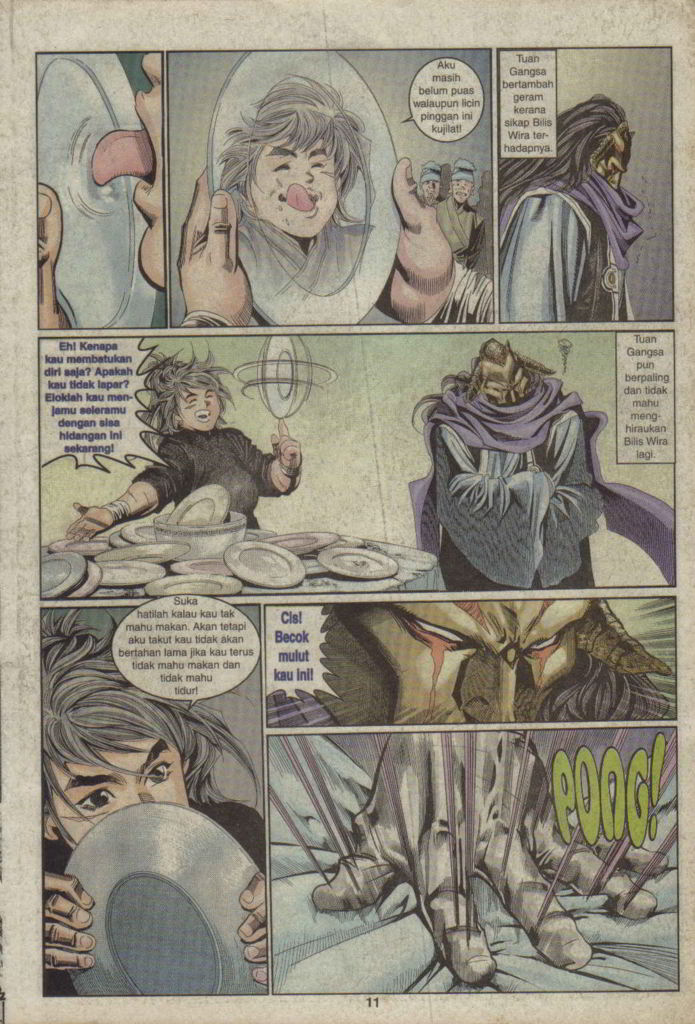 Aku
masih
belum puas
walaupun licin
pinggan ini
kujilat!
Tuan
Gangsa
bertambah
geram
kerana
sikap Bilis
Wira ter-
hadapnya.
Eh! Kenapa
kau membatukan
diri saja? Apakah
kau tidak lapar?
Eloklah kau men-
jamu seleramu
dengan sisa
hidangan ini
sekarang!
Tuan
Gangsa
pun
berpaling
dan tidak
mahu
meng-
hiraukan
Bilis Wira
lagi.
Suka
hatilah kalau kau tak
mahu makan. Akan tetapi
aku takut kau tidak akan
bertahan lama jika kau terus
tidak mahu makan dan
tidak mahu
tidur!
Cis!
Becok
mulut
kau ini!
PONG!
11